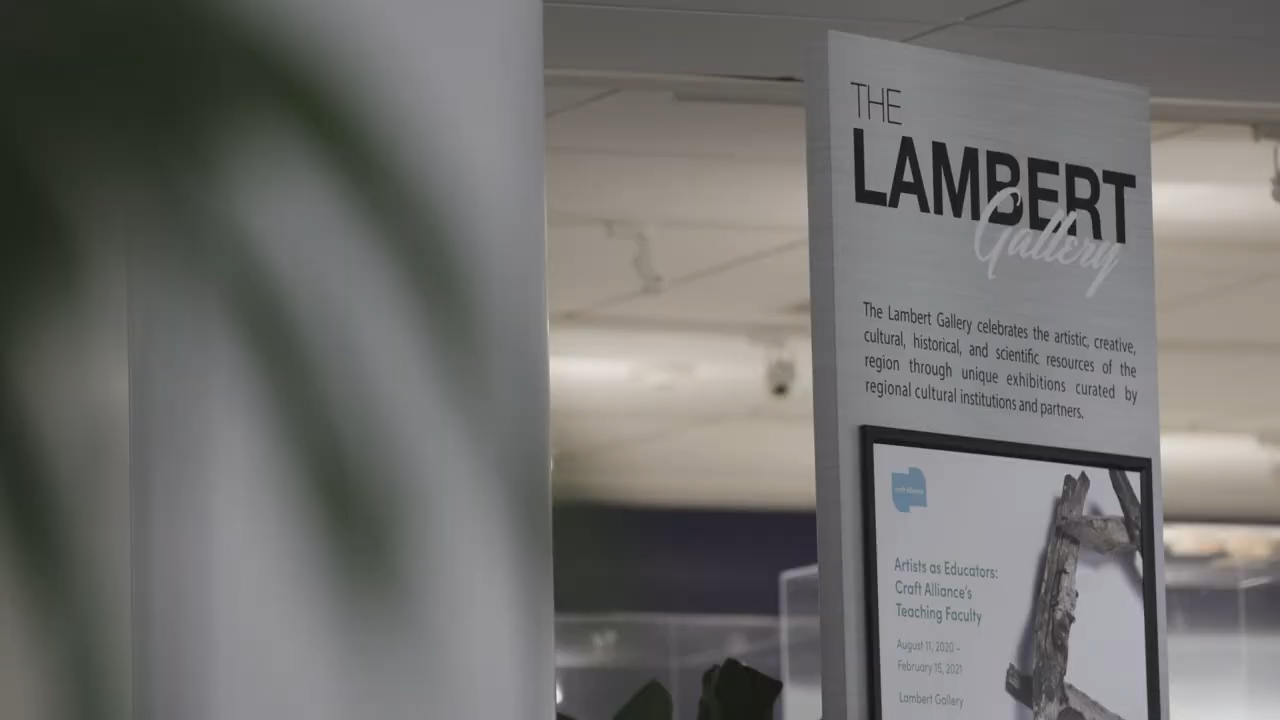 THE
LAMBERT
Gallery
The Lambert Gallery celebrates the artistic, creative,
cultural, historical, and scientific resources of the
region through unique exhibitions curated by
regional cultural institutions and partners.
craft alliance
Artists as Educators:
Craft Alliance's
Teaching Faculty
August 11, 2020 –
February 15, 2021
Lambert Gallery